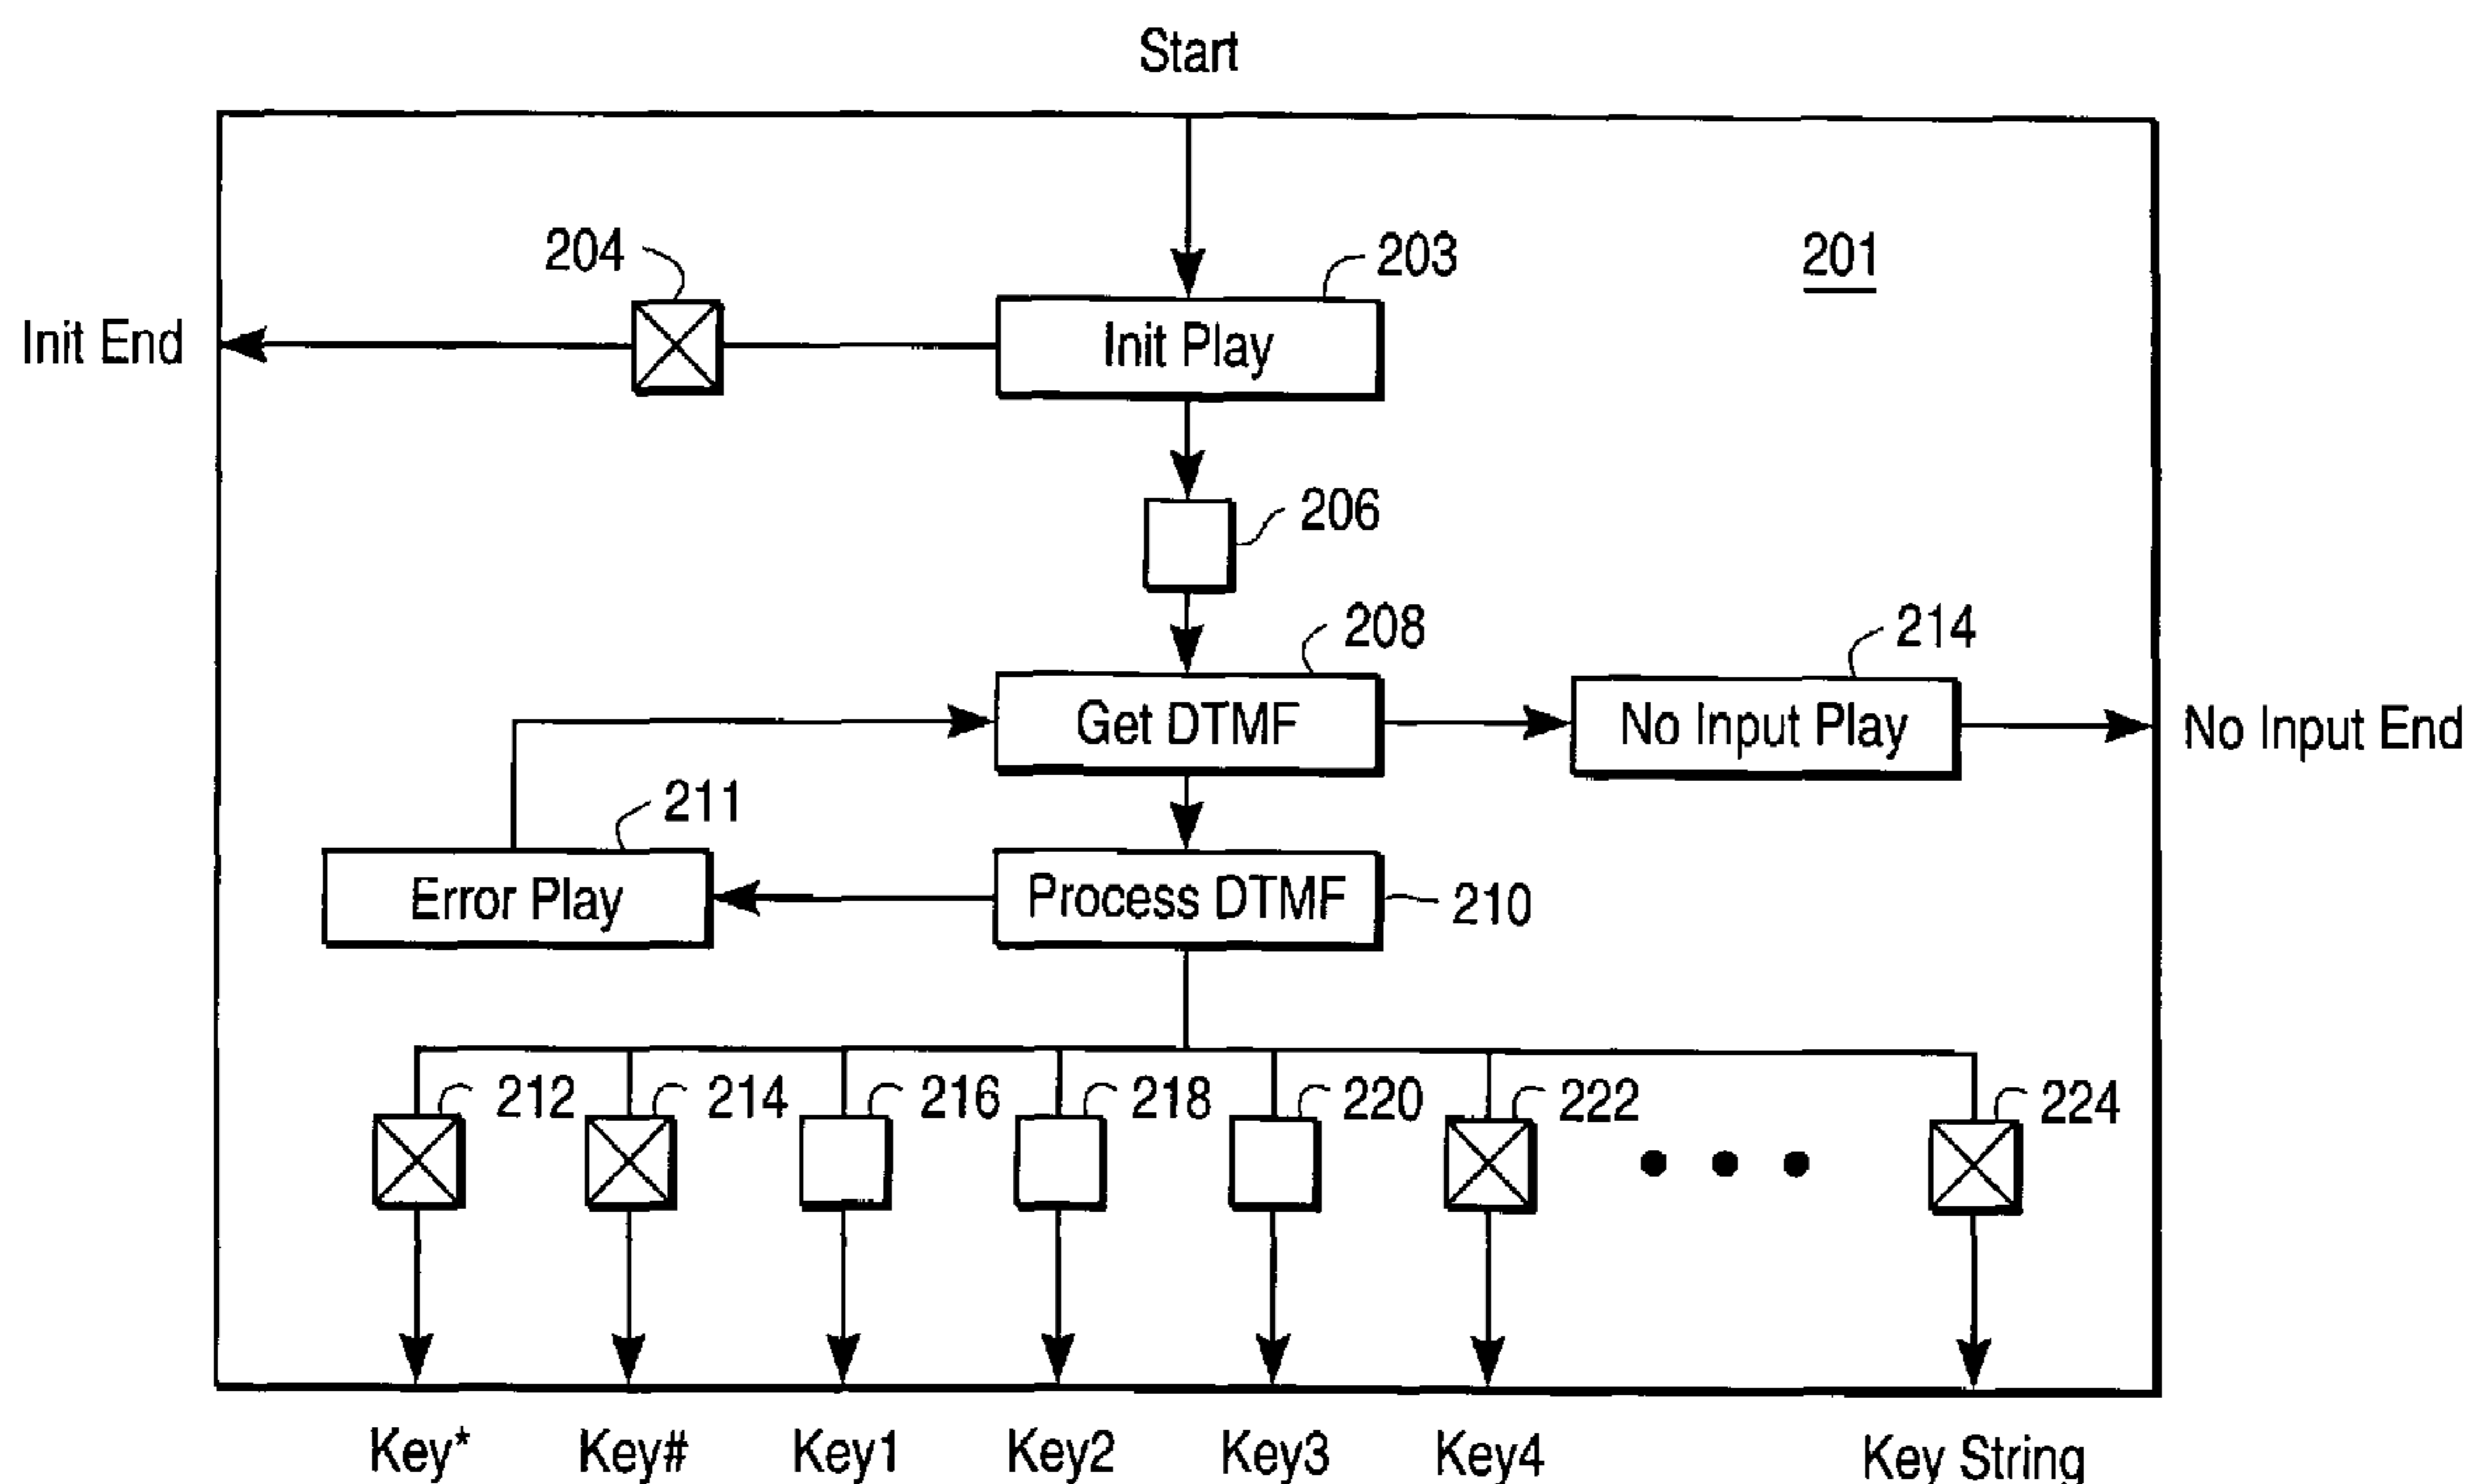 Start
204
203
201
Init End
Init Play
206
208
214
Get DTMF
No Input Play
No Input End
211
Error Play
Process DTMF
210
212
214
216
218
220
222
224
Key*
Key#
Key1
Key2
Key3
Key4
Key String